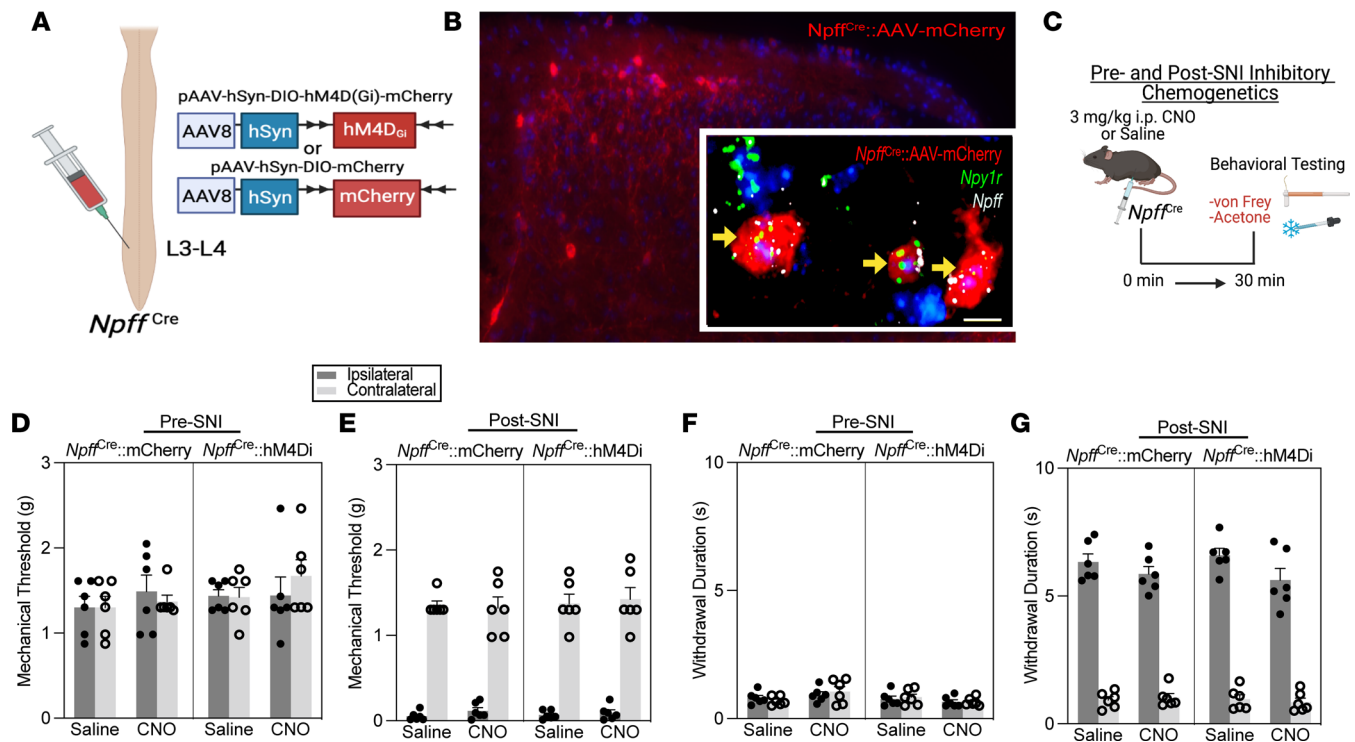 A
pAAV-hSyn-DIO-hM4D(Gi)-mCherry
AAV8 hSyn hM4DGi
or
pAAV-hSyn-DIO-mCherry
AAV8 hSyn mCherry
L3-L4
Npff Cre
B
NpffCre::AAV-mCherry
NpffCre::AAV-mCherry
Npy1r
Npff
C
Pre- and Post-SNI Inhibitory
Chemogenetics
3 mg/kg i.p. CNO
or Saline
Behavioral Testing
-von Frey
-Acetone
NpffCre
0 min 30 min
Ipsilateral
Contralateral
D
Pre-SNI
NpffCre::mCherry NpffCre::hM4Di
Mechanical Threshold (g)
3
2
1
0
Saline CNO Saline CNO
E
Post-SNI
NpffCre::mCherry NpffCre::hM4Di
Mechanical Threshold (g)
3
2
1
0
Saline CNO Saline CNO
F
Pre-SNI
NpffCre::mCherry NpffCre::hM4Di
Withdrawal Duration (s)
10
5
0
Saline CNO Saline CNO
G
Post-SNI
NpffCre::mCherry NpffCre::hM4Di
Withdrawal Duration (s)
10
5
0
Saline CNO Saline CNO